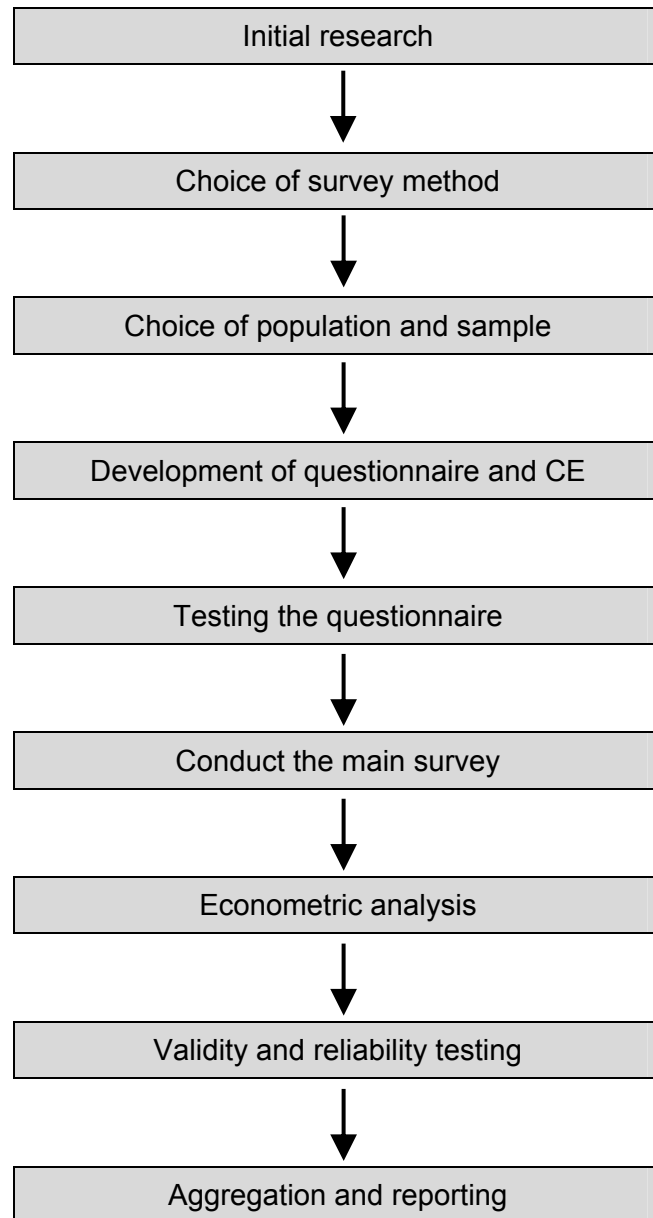 Initial research
Choice of survey method
Choice of population and sample
Development of questionnaire and CE
Testing the questionnaire
Conduct the main survey
Econometric analysis
Validity and reliability testing
Aggregation and reporting